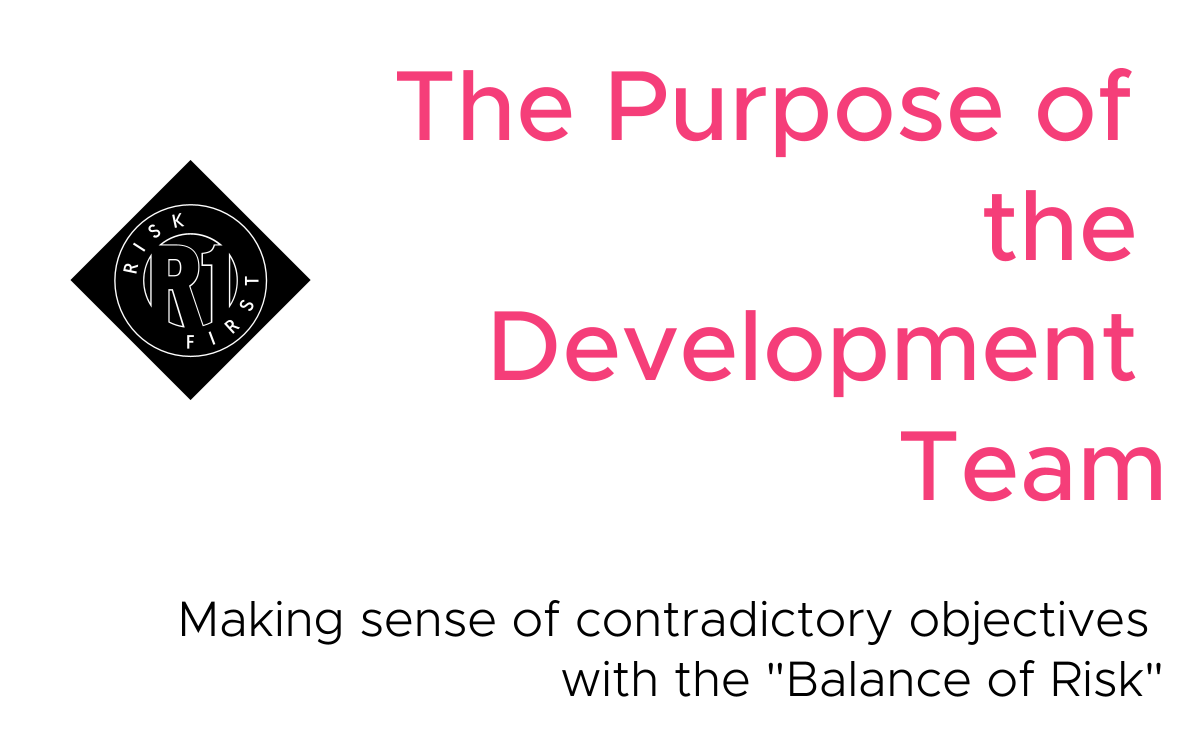 The Purpose of
the
Development
Team
RISK
R1
FIRST
Making sense of contradictory objectives
with the "Balance of Risk"